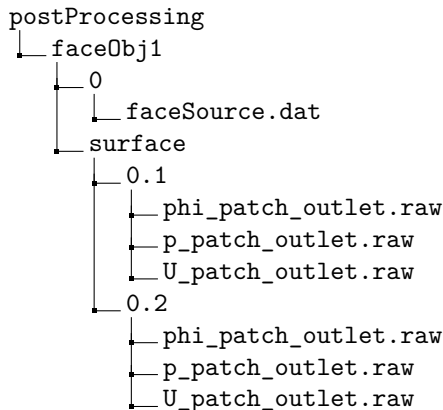 postProcessing
faceObj1
0
faceSource.dat
surface
0.1
phi_patch_outlet.raw
p_patch_outlet.raw
U_patch_outlet.raw
0.2
phi_patch_outlet.raw
p_patch_outlet.raw
U_patch_outlet.raw